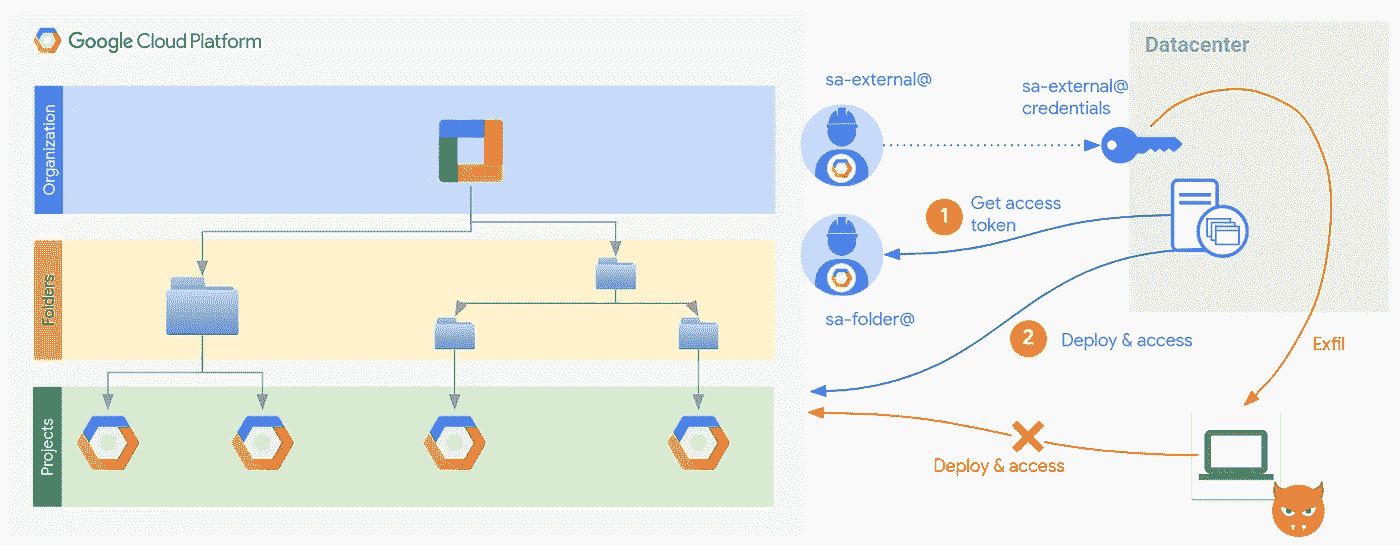 Google Cloud Platform
Organization
Folders
Projects
sa-external@
sa-external@
credentials
Datacenter
1
Get access
token
sa-folder@
2
Deploy & access
Exfil
Deploy & access